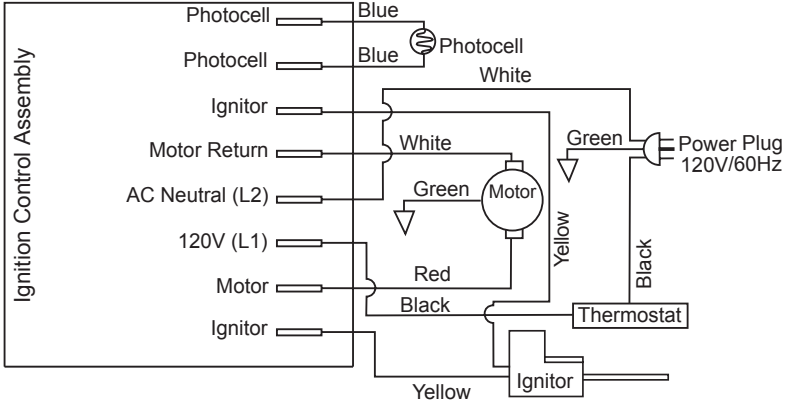 Ignition Control Assembly
Photocell
Blue
Photocell
Blue
Photocell
White
Ignitor
Motor Return
White
Green
Power Plug
120V/60Hz
AC Neutral (L2)
Green
Motor
120V (L1)
Yellow
Black
Motor
Red
Black
Thermostat
Ignitor
Yellow
Ignitor